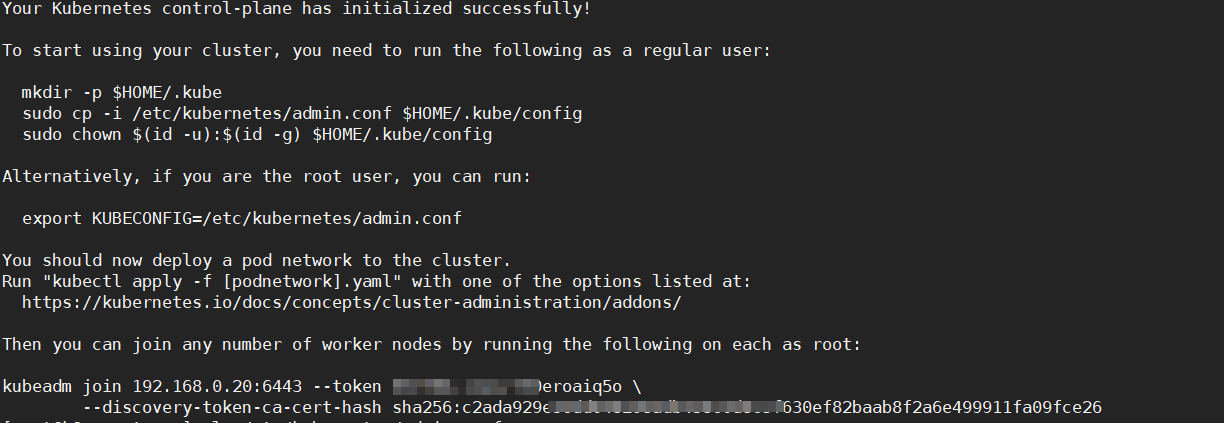 Your Kubernetes control-plane has initialized successfully!
To start using your cluster, you need to run the following as a regular user:
mkdir -p $HOME/.kube
sudo cp -i /etc/kubernetes/admin.conf $HOME/.kube/config
sudo chown $(id -u):$(id -g) $HOME/.kube/config
Alternatively, if you are the root user, you can run:
export KUBECONFIG=/etc/kubernetes/admin.conf
You should now deploy a pod network to the cluster.
Run "kubectl apply -f [podnetwork].yaml" with one of the options listed at:
https://kubernetes.io/docs/concepts/cluster-administration/addons/
Then you can join any number of worker nodes by running the following on each as root:
kubeadm join 192.168.0.20:6443 --token eroaiq5o \
--discovery-token-ca-cert-hash sha256:c2ada929 630ef82baab8f2a6e499911fa09fce26